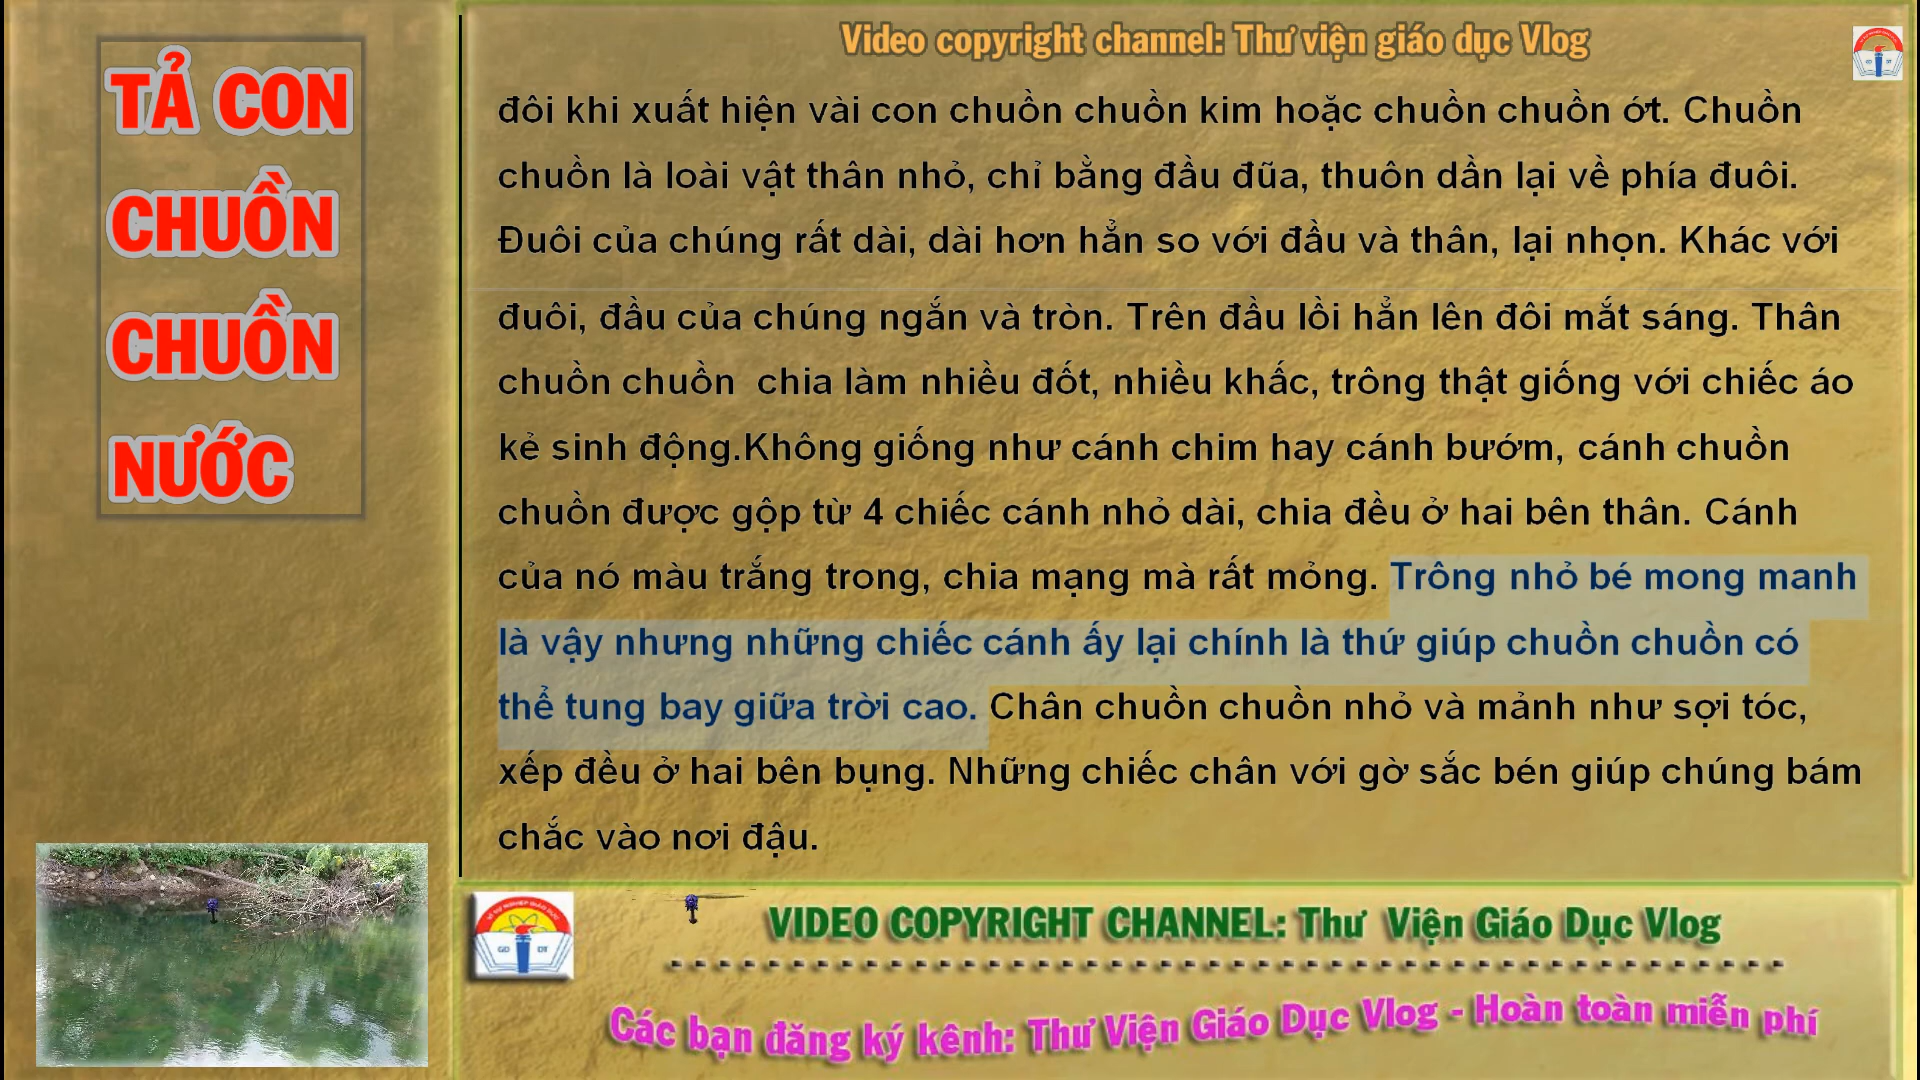 TẢ CON
CHUỒN
CHUỒN
NƯỚC
Video copyright channel: Thư viện giáo dục Vlog
đôi khi xuất hiện vài con chuồn chuồn kim hoặc chuồn chuồn ớt. Chuồn
chuồn là loài vật thân nhỏ, chỉ bằng đầu đũa, thuôn dần lại về phía đuôi.
Đuôi của chúng rất dài, dài hơn hẳn so với đầu và thân, lại nhọn. Khác với
đuôi, đầu của chúng ngắn và tròn. Trên đầu lồi hẳn lên đôi mắt sáng. Thân
chuồn chuồn  chia làm nhiều đốt, nhiều khấc, trông thật giống với chiếc áo
kẻ sinh động.Không giống như cánh chim hay cánh bướm, cánh chuồn
chuồn được gộp từ 4 chiếc cánh nhỏ dài, chia đều ở hai bên thân. Cánh
của nó màu trắng trong, chia mạng mà rất mỏng. Trông nhỏ bé mong manh
là vậy nhưng những chiếc cánh ấy lại chính là thứ giúp chuồn chuồn có
thể tung bay giữa trời cao. Chân chuồn chuồn nhỏ và mảnh như sợi tóc,
xếp đều ở hai bên bụng. Những chiếc chân với gờ sắc bén giúp chúng bám
chắc vào nơi đậu.
GD ĐT
VIDEO COPYRIGHT CHANNEL: Thư Viện Giáo Dục Vlog
Các bạn đăng ký kênh: Thư Viện Giáo Dục Vlog - Hoàn toàn miễn phí